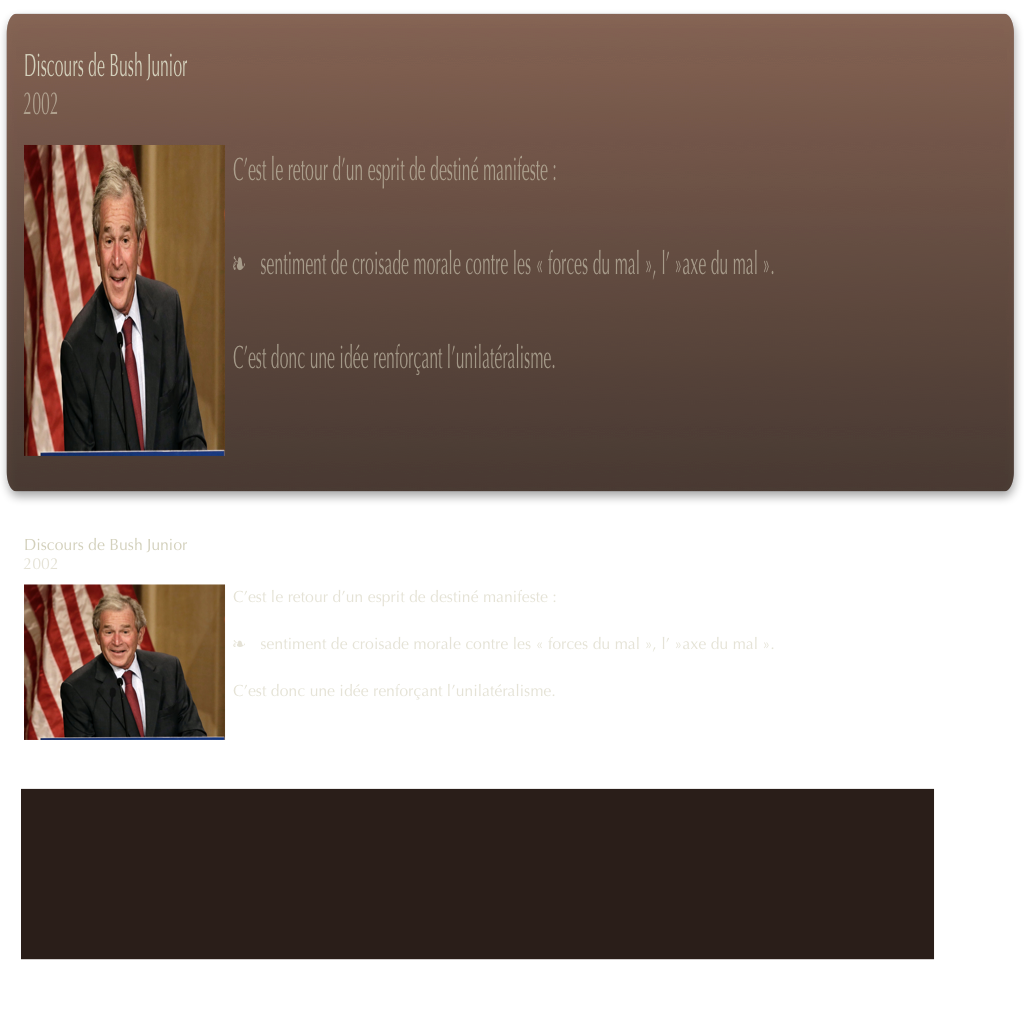 Discours de Bush Junior
2002
C’est le retour d’un esprit de destiné manifeste :
❧ sentiment de croisade morale contre les « forces du mal », l’ »axe du mal ».
C’est donc une idée renforçant l’unilatéralisme.
Discours de Bush Junior
2002
C’est le retour d’un esprit de destiné manifeste :
❧ sentiment de croisade morale contre les « forces du mal », l’ »axe du mal ».
C’est donc une idée renforçant l’unilatéralisme.